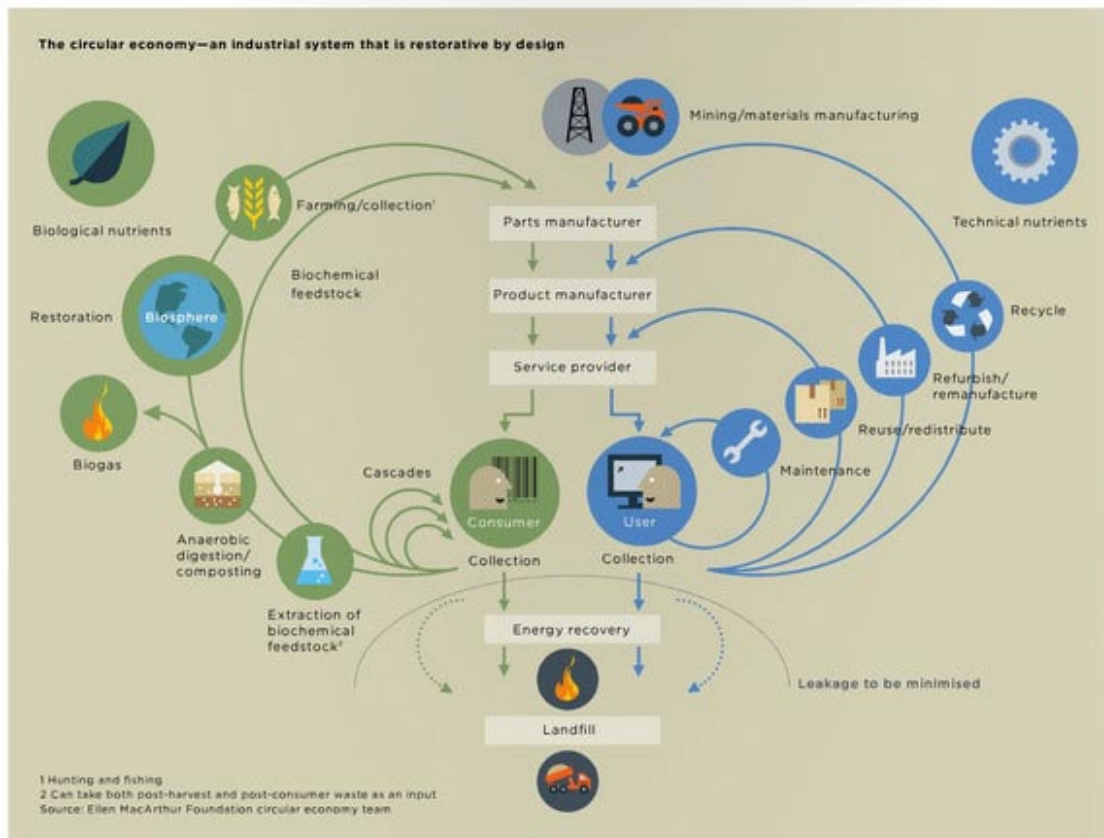 The circular economy—an industrial system that is restorative by design
Mining/materials manufacturing
Biological nutrients
Farming/collection¹
Parts manufacturer
Technical nutrients
Biochemical
feedstock
Product manufacturer
Restoration
Biosphere
Recycle
Service provider
Refurbish/
remanufacture
Reuse/redistribute
Biogas
Cascades
Maintenance
Consumer
User
Anaerobic
digestion/
composting
Collection
Collection
Extraction of
biochemical
feedstock²
Energy recovery
Leakage to be minimised
Landfill
1 Hunting and fishing
2 Can take both post-harvest and post-consumer waste as an input
Source: Ellen MacArthur Foundation circular economy team